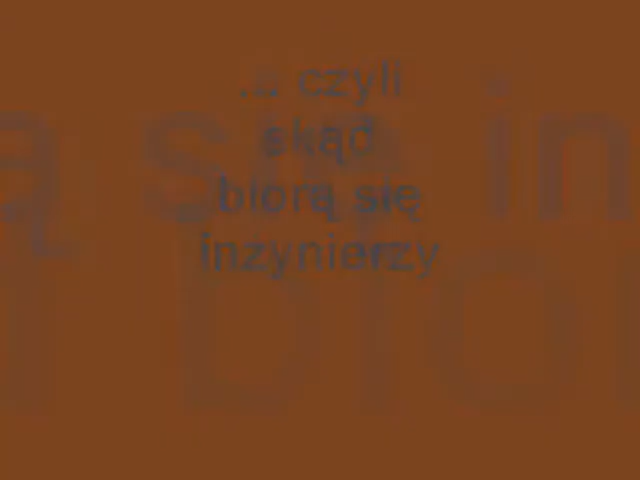 ... czyli
skąd
biorą się
inżynierzy